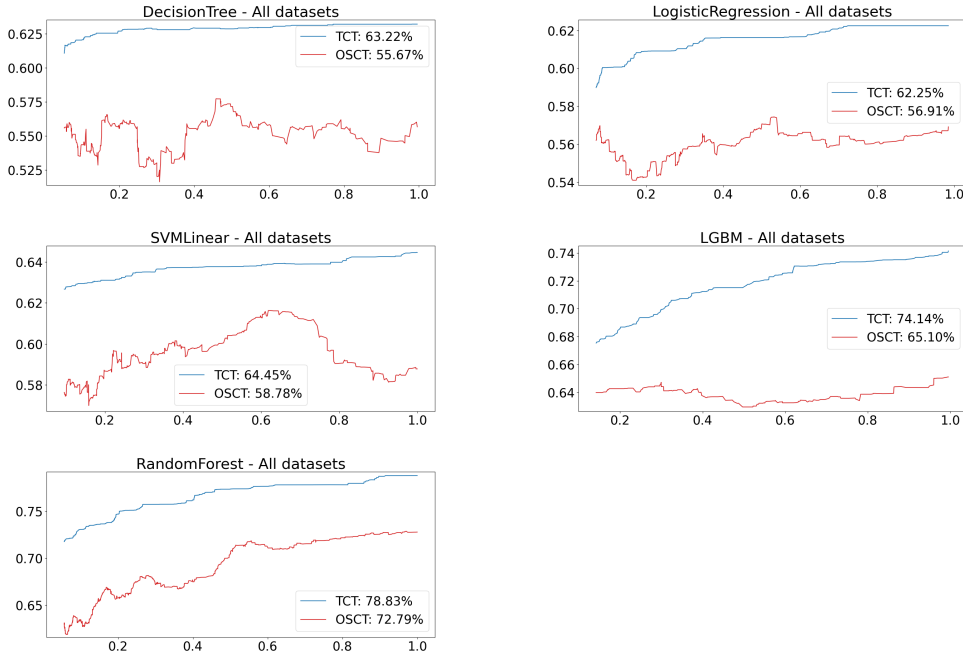 DecisionTree - All datasets
0.625
0.600
0.575
0.550
0.525
TCT: 63.22%
OSCT: 55.67%
0.2 0.4 0.6 0.8 1.0
LogisticRegression - All datasets
0.62
0.60
0.58
0.56
0.54
TCT: 62.25%
OSCT: 56.91%
0.2 0.4 0.6 0.8 1.0
SVMLinear - All datasets
0.64
0.62
0.60
0.58
TCT: 64.45%
OSCT: 58.78%
0.2 0.4 0.6 0.8 1.0
LGBM - All datasets
0.74
0.72
0.70
0.68
0.66
0.64
TCT: 74.14%
OSCT: 65.10%
0.2 0.4 0.6 0.8 1.0
RandomForest - All datasets
0.75
0.70
0.65
TCT: 78.83%
OSCT: 72.79%
0.2 0.4 0.6 0.8 1.0